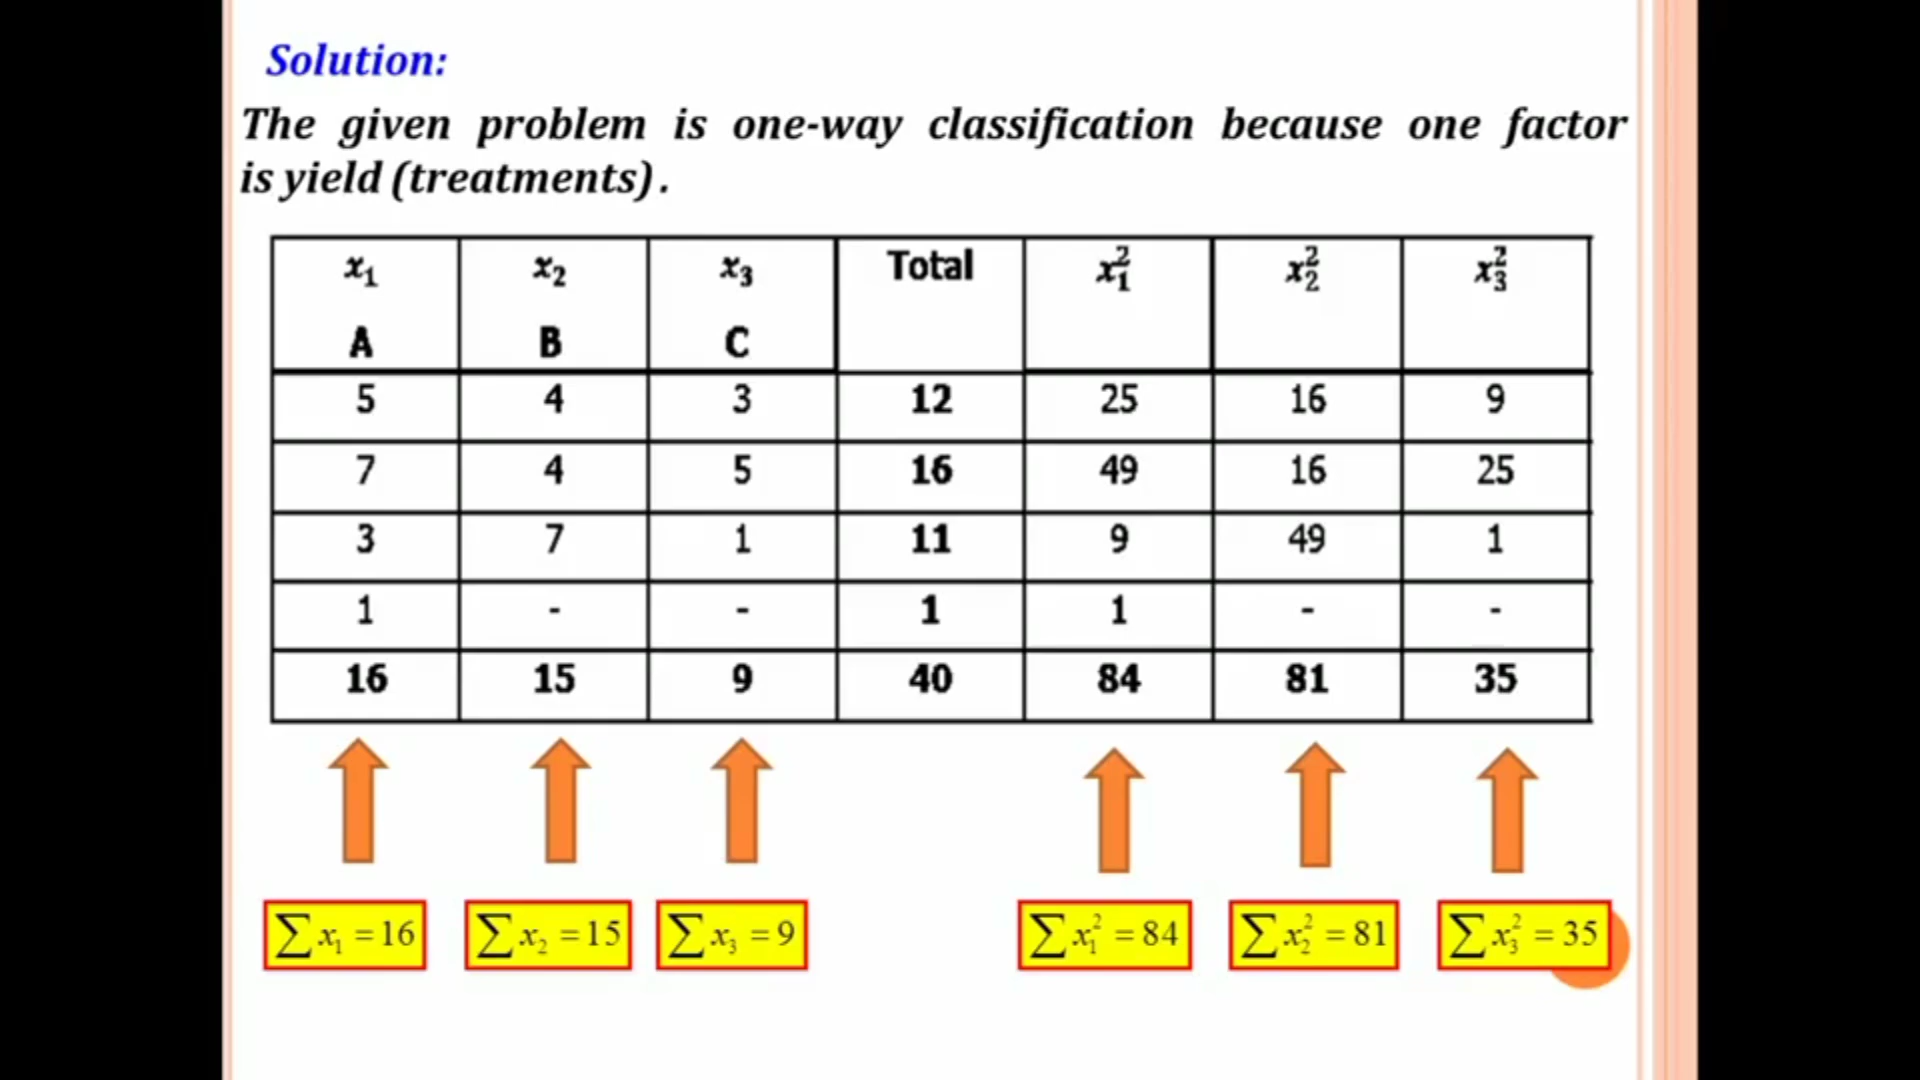 Solution:
The given problem is one-way classification because one factor
is yield (treatments).
x₁ x₂ x₃ Total x₁² x₂² x₃²
A B C
5 4 3 12 25 16 9
7 4 5 16 49 16 25
3 7 1 11 9 49 1
1 - - 1 1 - -
16 15 9 40 84 81 35
∑x₁ = 16 ∑x₂ = 15 ∑x₃ = 9 ∑x₁² = 84 ∑x₂² = 81 ∑x₃² = 35